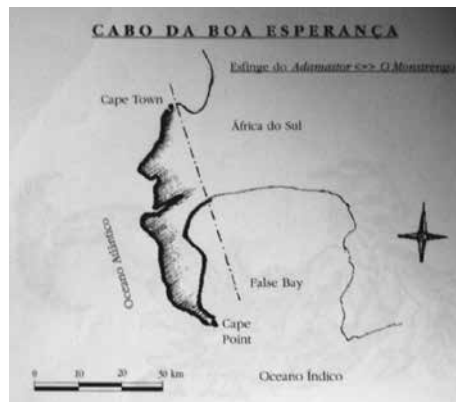 CABO DA BOA ESPERANÇA
Esfinge do Adamastor <=> O Monstrengo
Cape Town
África do Sul
Oceano Atlântico
False Bay
Cape
Point
0 10 20 30 km
Oceano Índico